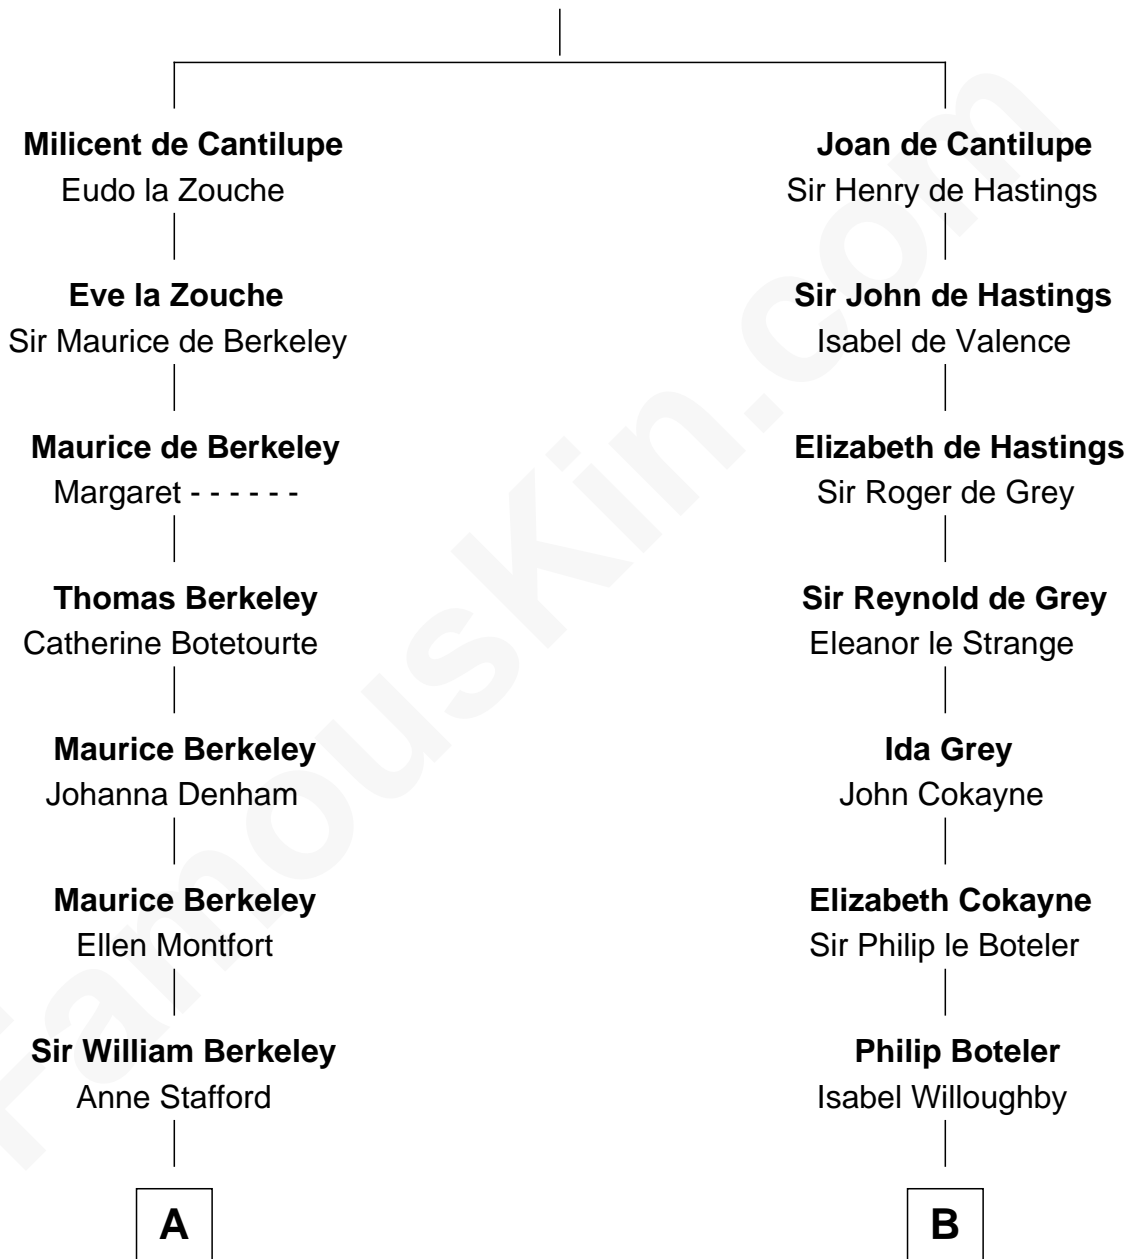 Milicent de Cantilupe
Eudo la Zouche
Eve la Zouche
Sir Maurice de Berkeley
Maurice de Berkeley
Margaret - - - - - -
Thomas Berkeley
Catherine Botetourte
Maurice Berkeley
Johanna Denham
Maurice Berkeley
Ellen Montfort
Sir William Berkeley
Anne Stafford
A
Joan de Cantilupe
Sir Henry de Hastings
Sir John de Hastings
Isabel de Valence
Elizabeth de Hastings
Sir Roger de Grey
Sir Reynold de Grey
Eleanor le Strange
Ida Grey
John Cokayne
Elizabeth Cokayne
Sir Philip le Boteler
Philip Boteler
Isabel Willoughby
B
FamousKin.com